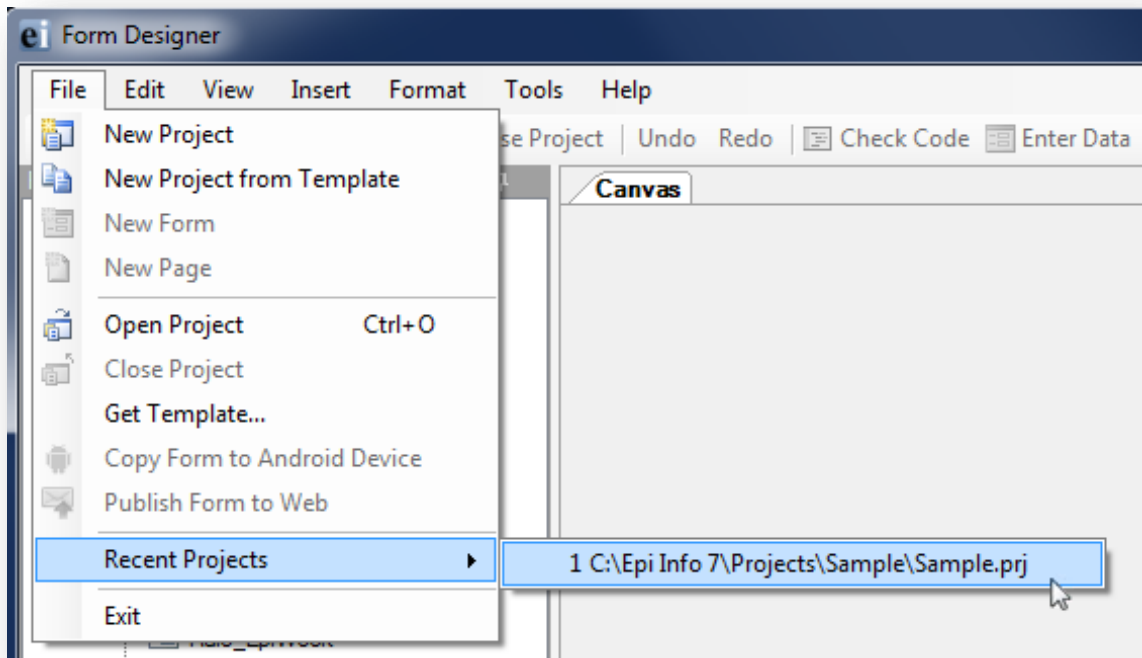 ei Form Designer
File Edit View Insert Format Tools Help
New Project
se Project Undo Redo Check Code Enter Data
New Project from Template
Canvas
New Form
New Page
Open Project Ctrl+O
Close Project
Get Template...
Copy Form to Android Device
Publish Form to Web
Recent Projects
1 C:\Epi Info 7\Projects\Sample\Sample.prj
Exit